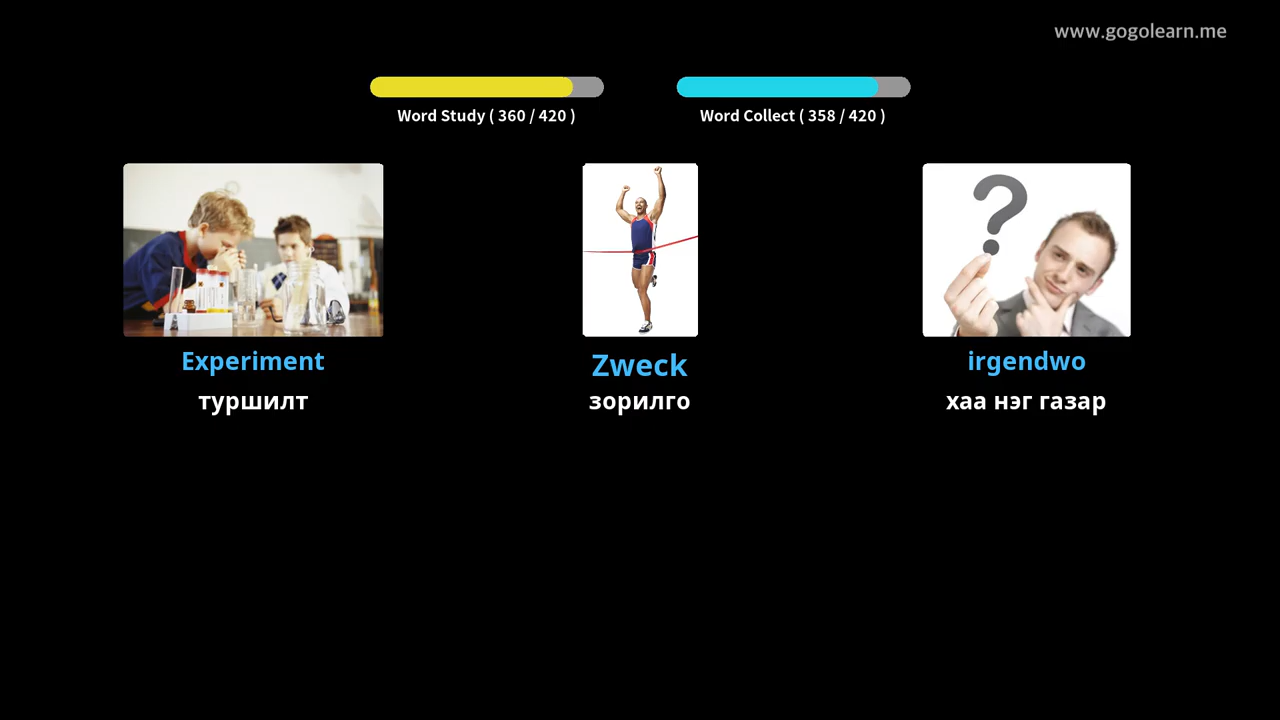 www.gogolearn.me
Word Study ( 360 / 420 )
Word Collect ( 358 / 420 )
Experiment
туршилт
Zweck
зорилго
irgendwo
хаа нэг газар